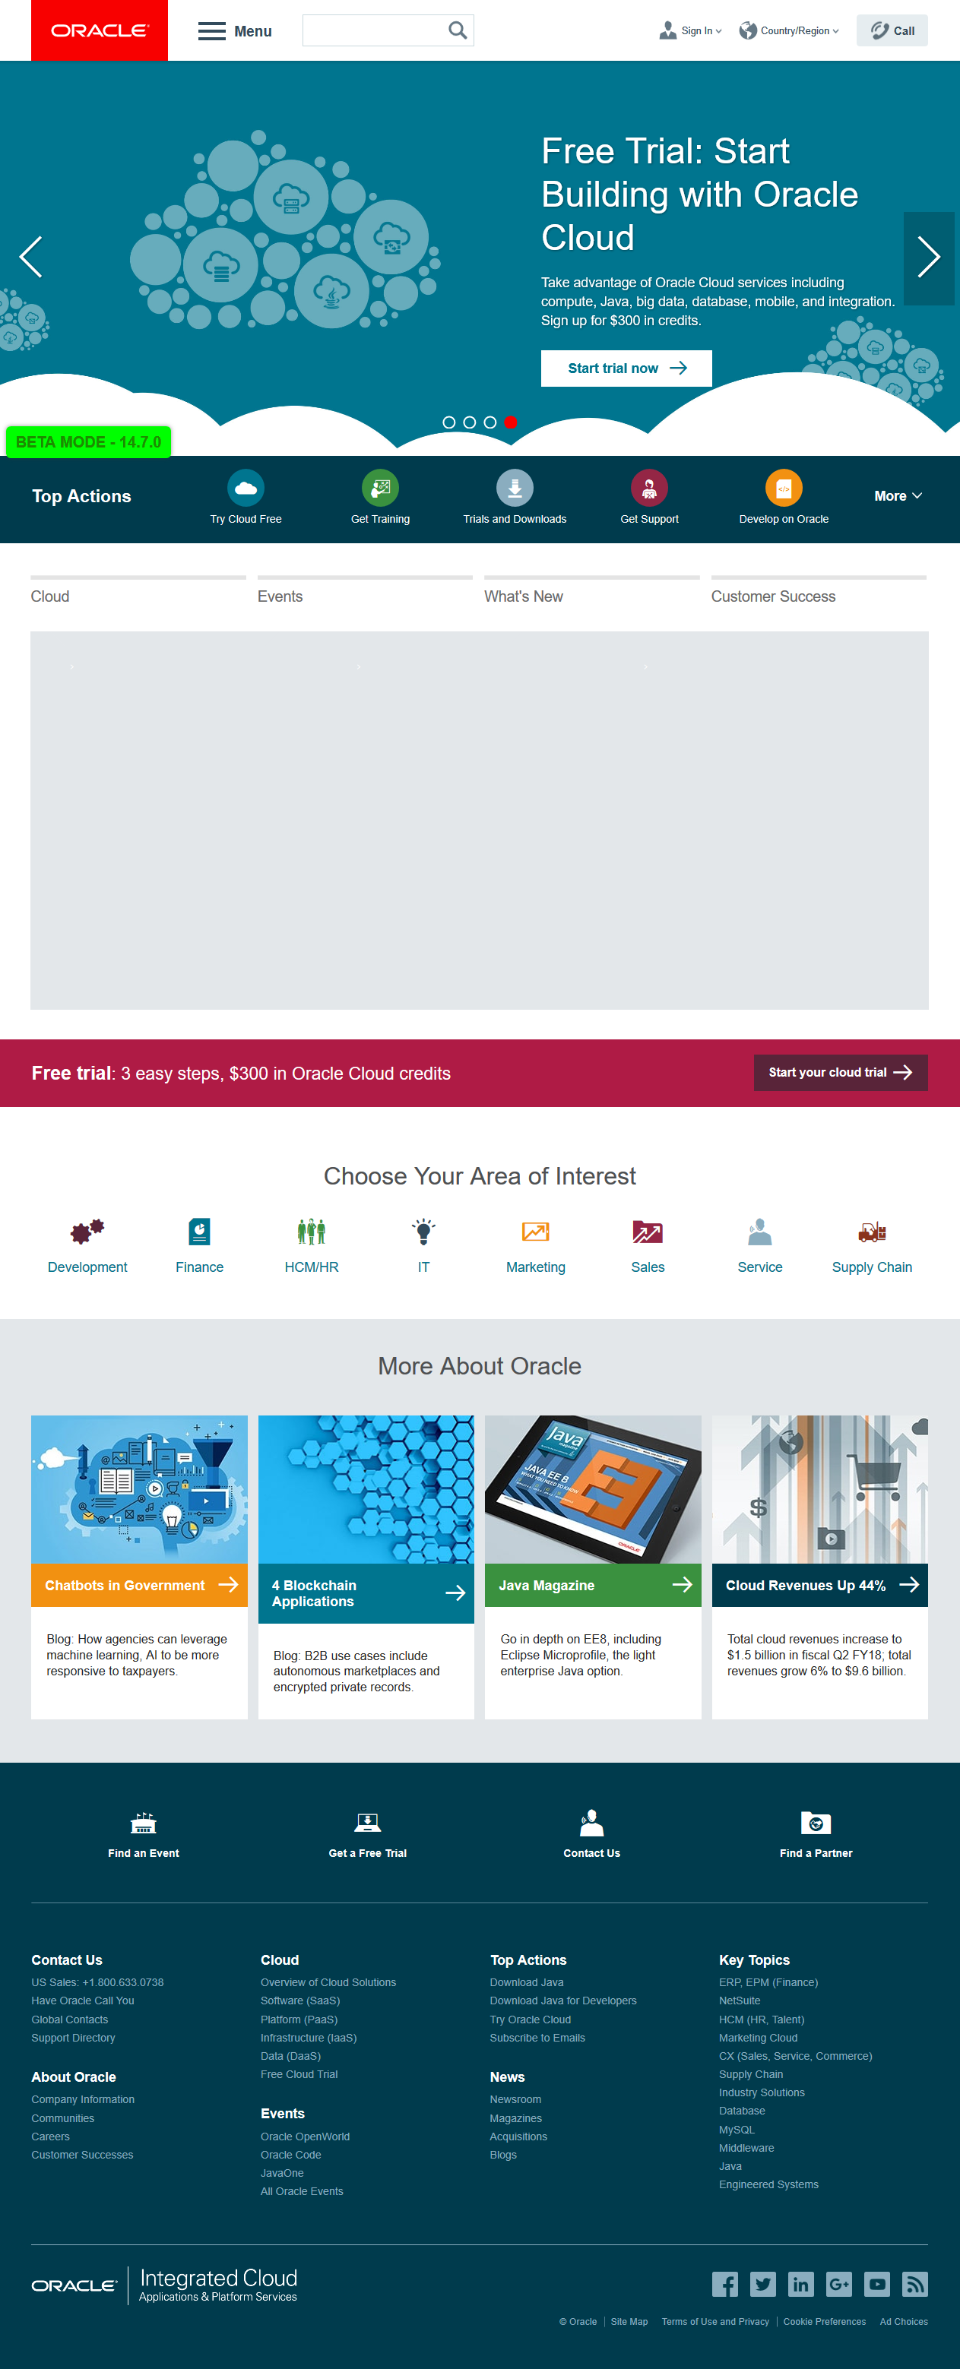 ORACLE
Menu
Sign In
Country/Region
Call
Free Trial: Start
Building with Oracle
Cloud
Take advantage of Oracle Cloud services including
compute, Java, big data, database, mobile, and integration.
Sign up for $300 in credits.
Start trial now
BETA MODE - 14.7.0
Top Actions
Try Cloud Free
Get Training
Trials and Downloads
Get Support
Develop on Oracle
More
Cloud
Events
What's New
Customer Success
Free trial: 3 easy steps, $300 in Oracle Cloud credits
Start your cloud trial
Choose Your Area of Interest
Development
Finance
HCM/HR
IT
Marketing
Sales
Service
Supply Chain
More About Oracle
Java
JAVA EE 8
WHAT YOU NEED TO KNOW
ORACLE
Chatbots in Government
Blog: How agencies can leverage
machine learning, AI to be more
responsive to taxpayers.
4 Blockchain
Applications
Blog: B2B use cases include
autonomous marketplaces and
encrypted private records.
Java Magazine
Go in depth on EE8, including
Eclipse Microprofile, the light
enterprise Java option.
Cloud Revenues Up 44%
Total cloud revenues increase to
$1.5 billion in fiscal Q2 FY18; total
revenues grow 6% to $9.6 billion.
Find an Event
Get a Free Trial
Contact Us
Find a Partner
Contact Us
US Sales: +1.800.633.0738
Have Oracle Call You
Global Contacts
Support Directory
About Oracle
Company Information
Communities
Careers
Customer Successes
Cloud
Overview of Cloud Solutions
Software (SaaS)
Platform (PaaS)
Infrastructure (IaaS)
Data (DaaS)
Free Cloud Trial
Events
Oracle OpenWorld
Oracle Code
JavaOne
All Oracle Events
Top Actions
Download Java
Download Java for Developers
Try Oracle Cloud
Subscribe to Emails
News
Newsroom
Magazines
Acquisitions
Blogs
Key Topics
ERP, EPM (Finance)
NetSuite
HCM (HR, Talent)
Marketing Cloud
CX (Sales, Service, Commerce)
Supply Chain
Industry Solutions
Database
MySQL
Middleware
Java
Engineered Systems
ORACLE
Integrated Cloud
Applications & Platform Services
© Oracle
Site Map
Terms of Use and Privacy
Cookie Preferences
Ad Choices